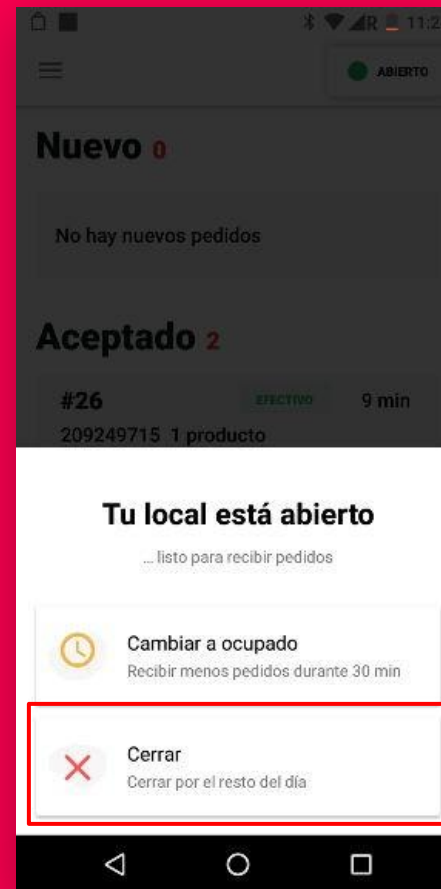 R 11:2
ABIERTO
Nuevo 0
No hay nuevos pedidos
Aceptado 2
#26 EFECTIVO 9 min
209249715 1 producto
Tu local está abierto
... listo para recibir pedidos
Cambiar a ocupado
Recibir menos pedidos durante 30 min
Cerrar
Cerrar por el resto del día